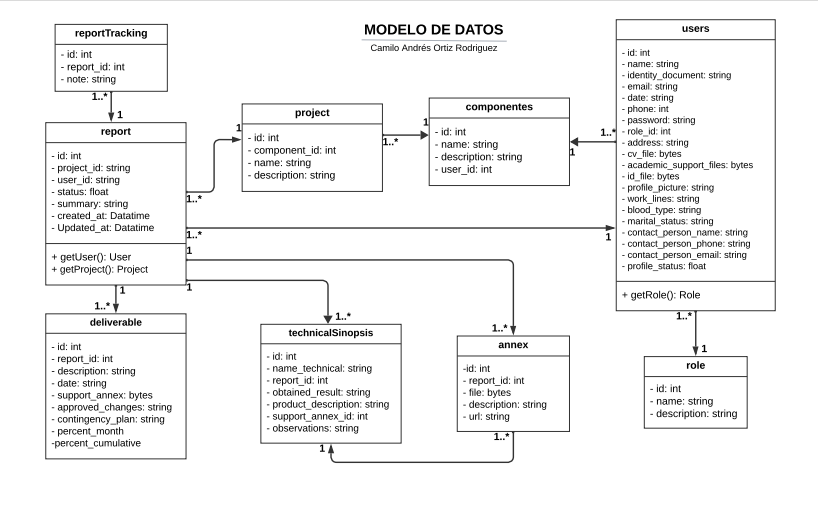 MODELO DE DATOS
Camilo Andrés Ortiz Rodriguez
reportTracking
- id: int
- report_id: int
- note: string
1..*
1
report
- id: int
- project_id: string
- user_id: string
- status: float
- summary: string
- created_at: Datatime
- Updated_at: Datatime
+ getUser(): User
+ getProject(): Project
1..*
1
project
- id: int
- component_id: int
- name: string
- description: string
1..*
1
componentes
- id: int
- name: string
- description: string
- user_id: int
1
1..*
users
- id: int
- name: string
- identity_document: string
- email: string
- date: string
- phone: int
- password: string
- role_id: int
- address: string
- cv_file: bytes
- academic_support_files: bytes
- id_file: bytes
- profile_picture: string
- work_lines: string
- blood_type: string
- marital_status: string
- contact_person_name: string
- contact_person_phone: string
- contact_person_email: string
- profile_status: float
+ getRole(): Role
1..*
1
1
1
1
1..*
deliverable
- id: int
- report_id: int
- description: string
- date: string
- support_annex: bytes
- approved_changes: string
- contingency_plan: string
- percent_month
-percent_cumulative
1..*
technicalSinopsis
- id: int
- name_technical: string
- report_id: int
- obtained_result: string
- product_description: string
- support_annex_id: int
- observations: string
1
1..*
annex
-id: int
- report_id: int
- file: bytes
- description: string
- url: string
1..*
1..*
1
role
- id: int
- name: string
- description: string